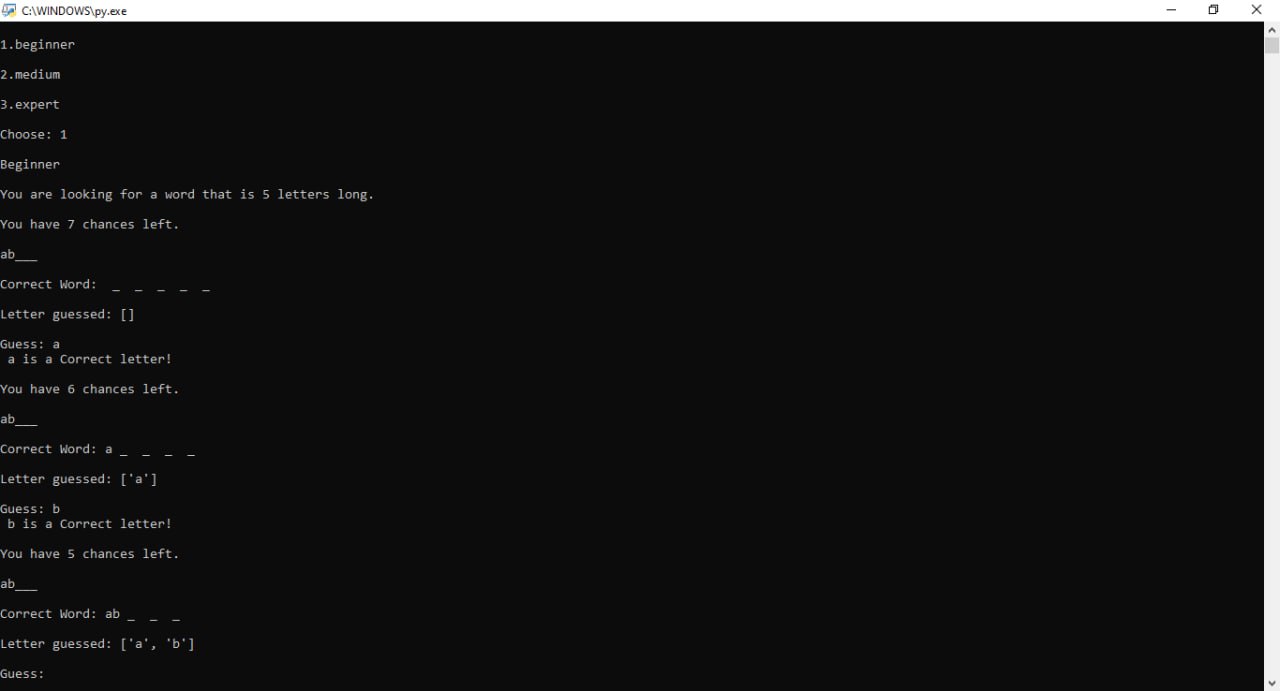 C:\WINDOWS\py.exe
1.beginner
2.medium
3.expert
Choose: 1
Beginner
You are looking for a word that is 5 letters long.
You have 7 chances left.
ab___
Correct Word:  _  _  _  _  _
Letter guessed: []
Guess: a
 a is a Correct letter!
You have 6 chances left.
ab___
Correct Word: a _  _  _  _
Letter guessed: ['a']
Guess: b
 b is a Correct letter!
You have 5 chances left.
ab___
Correct Word: ab _  _  _
Letter guessed: ['a', 'b']
Guess: